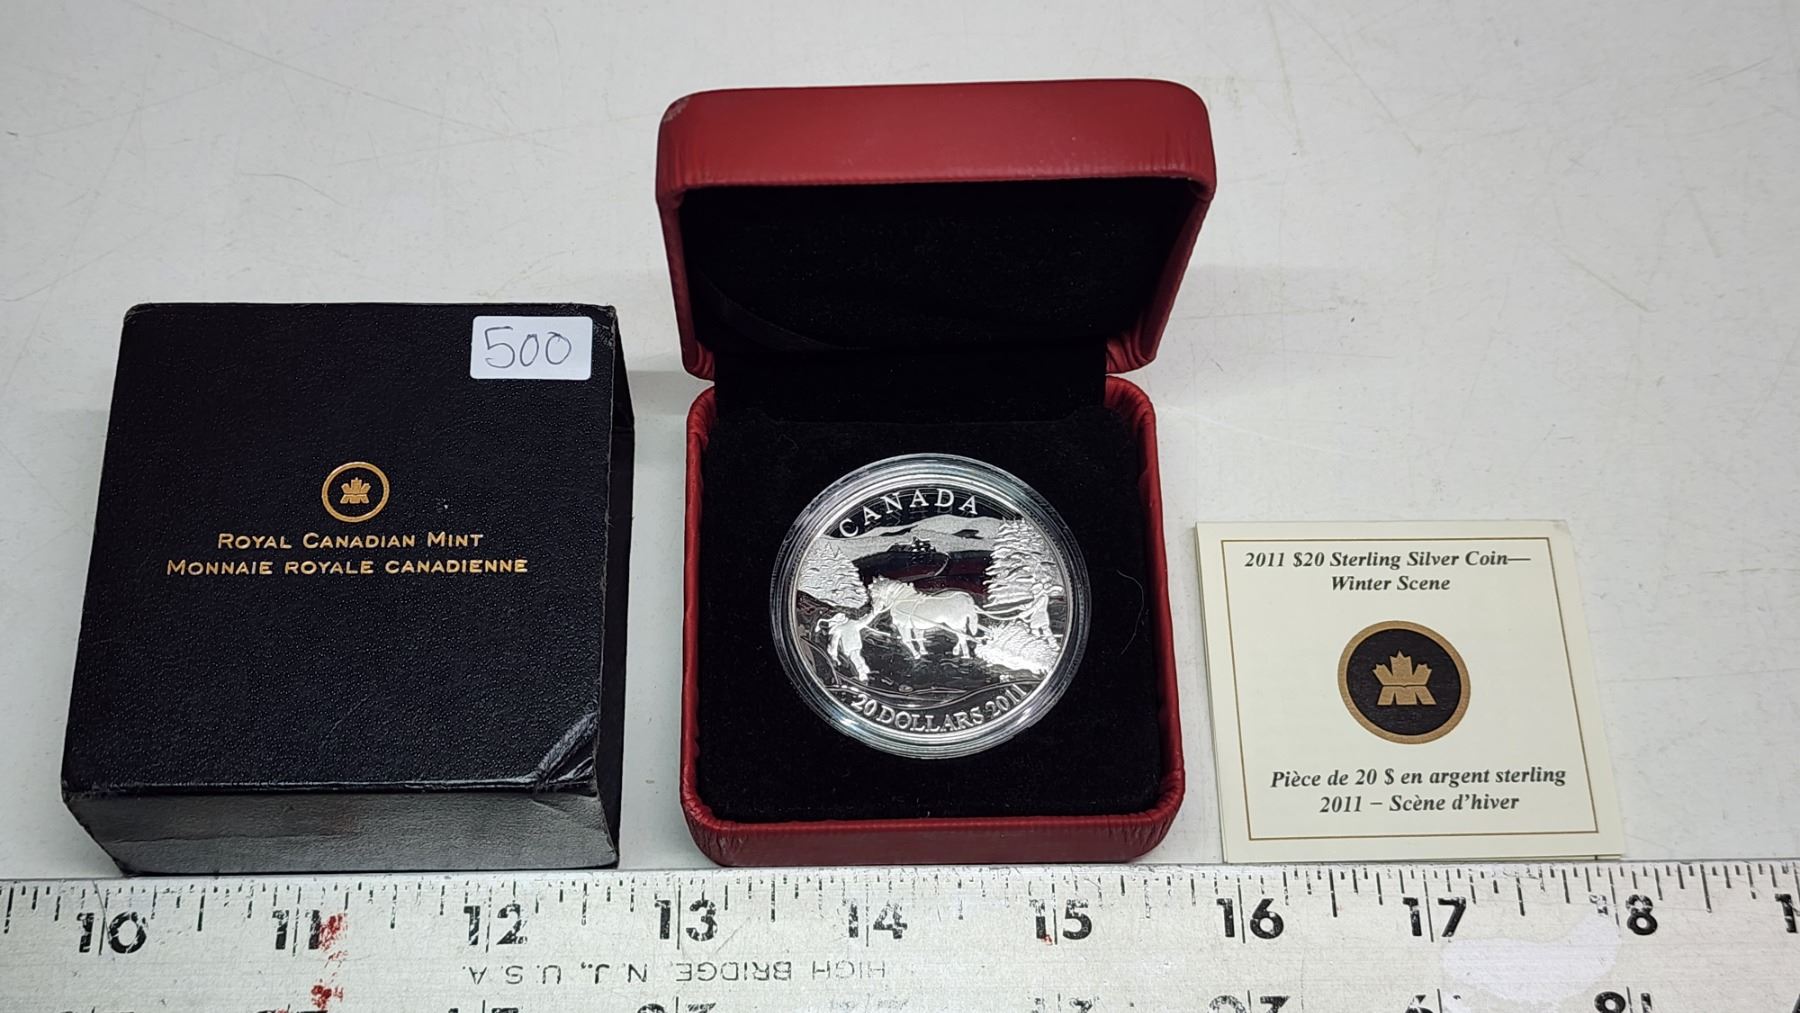 500
ROYAL CANADIAN MINT
MONNAIE ROYALE CANADIENNE
CANADA
20 DOLLARS 2011
2011 $20 Sterling Silver Coin—
Winter Scene
Pièce de 20 $ en argent sterling
2011 – Scène d'hiver
10 11 12 13 14 15 16 17 18
HIGH BRIDGE, N.J., U.S.A.